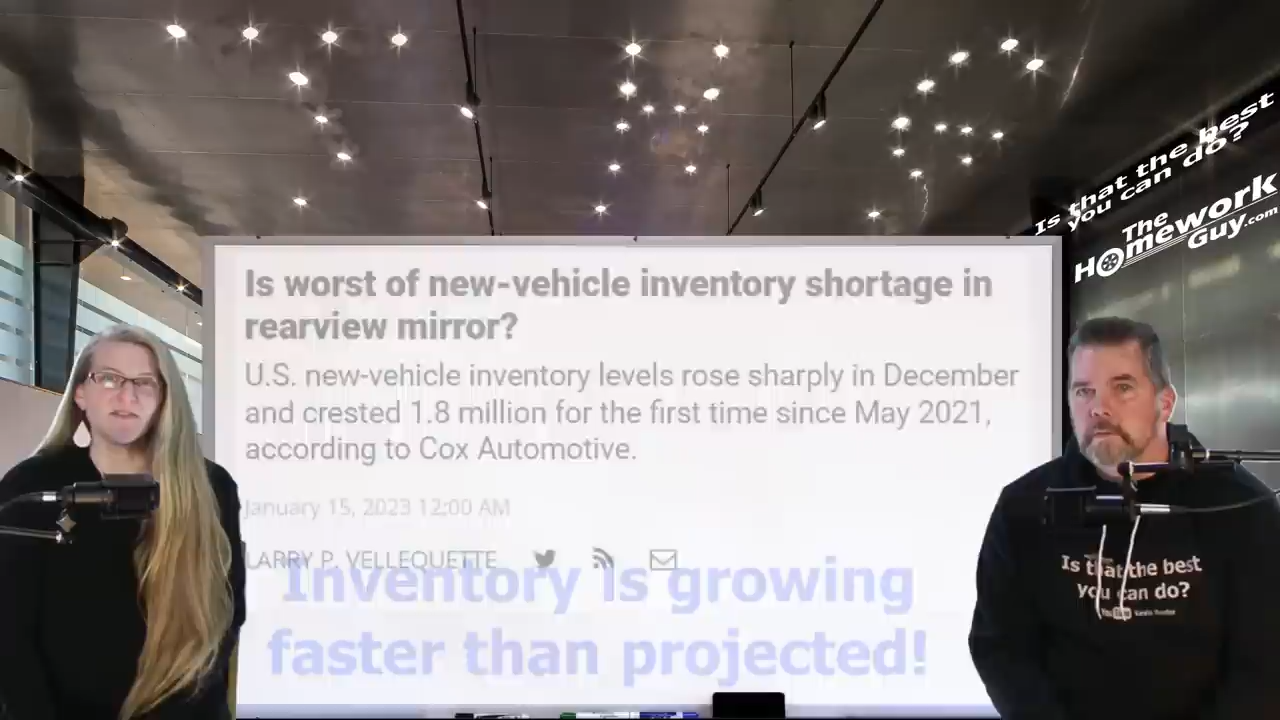 Is that the best
you can do?
The
Homework
Guy.com
Is worst of new-vehicle inventory shortage in
rearview mirror?
U.S. new-vehicle inventory levels rose sharply in December
and crested 1.8 million for the first time since May 2021,
according to Cox Automotive.
January 15, 2023 12:00 AM
LARRY P. VELLEQUETTE
Inventory is growing
faster than projected!
Is that the best
you can do?